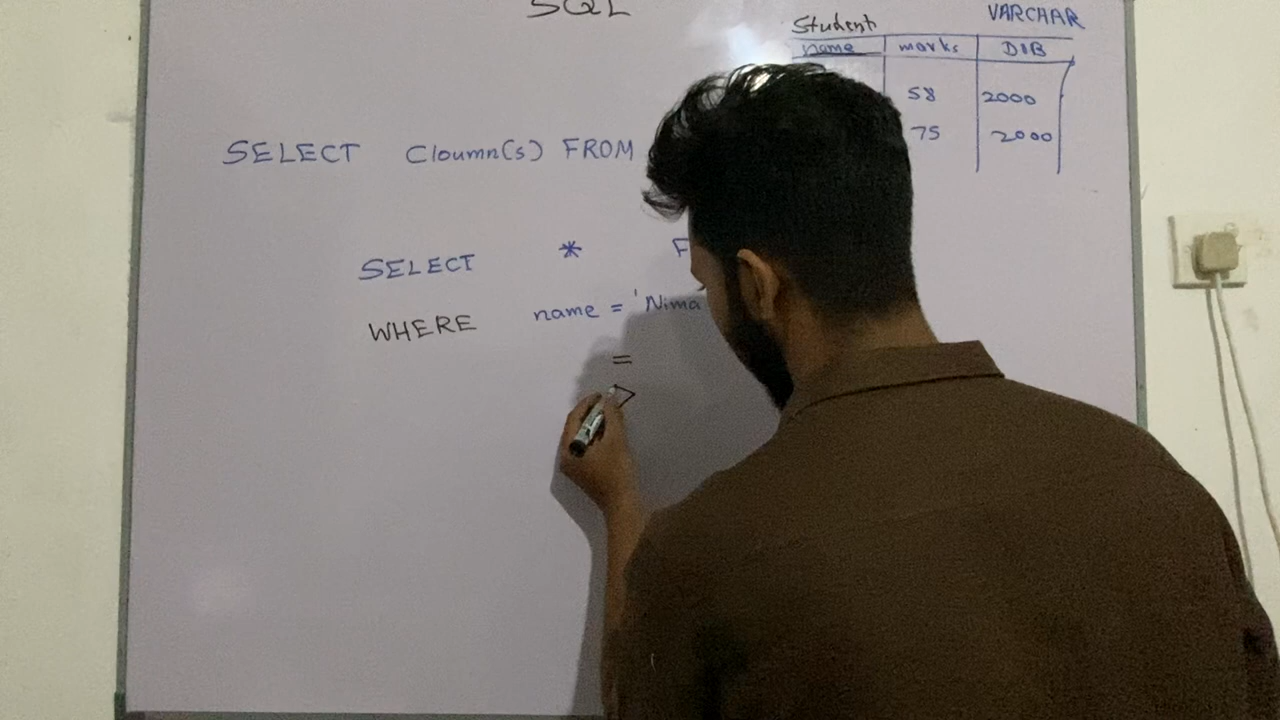 SQL
Student VARCHAR
name marks DOB
58 2000
75 2000
SELECT Cloumn(s) FROM
SELECT * F
WHERE name = 'Nima
=